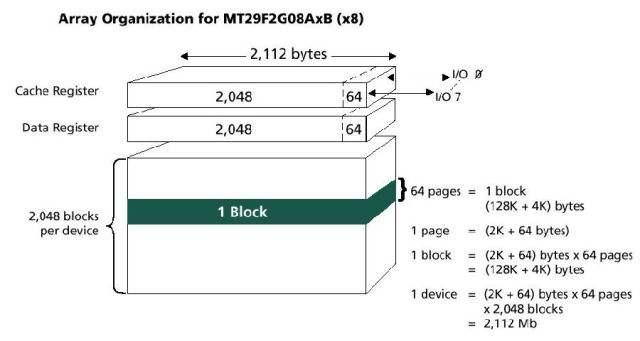 Array Organization for MT29F2G08AxB (x8)
2,112 bytes
I/O 0
Cache Register
2,048
64
I/O 7
Data Register
2,048
64
2,048 blocks
per device
1 Block
64 pages = 1 block
(128K + 4K) bytes
1 page = (2K + 64 bytes)
1 block = (2K + 64) bytes x 64 pages
= (128K + 4K) bytes
1 device = (2K + 64) bytes x 64 pages
x 2,048 blocks
= 2,112 Mb